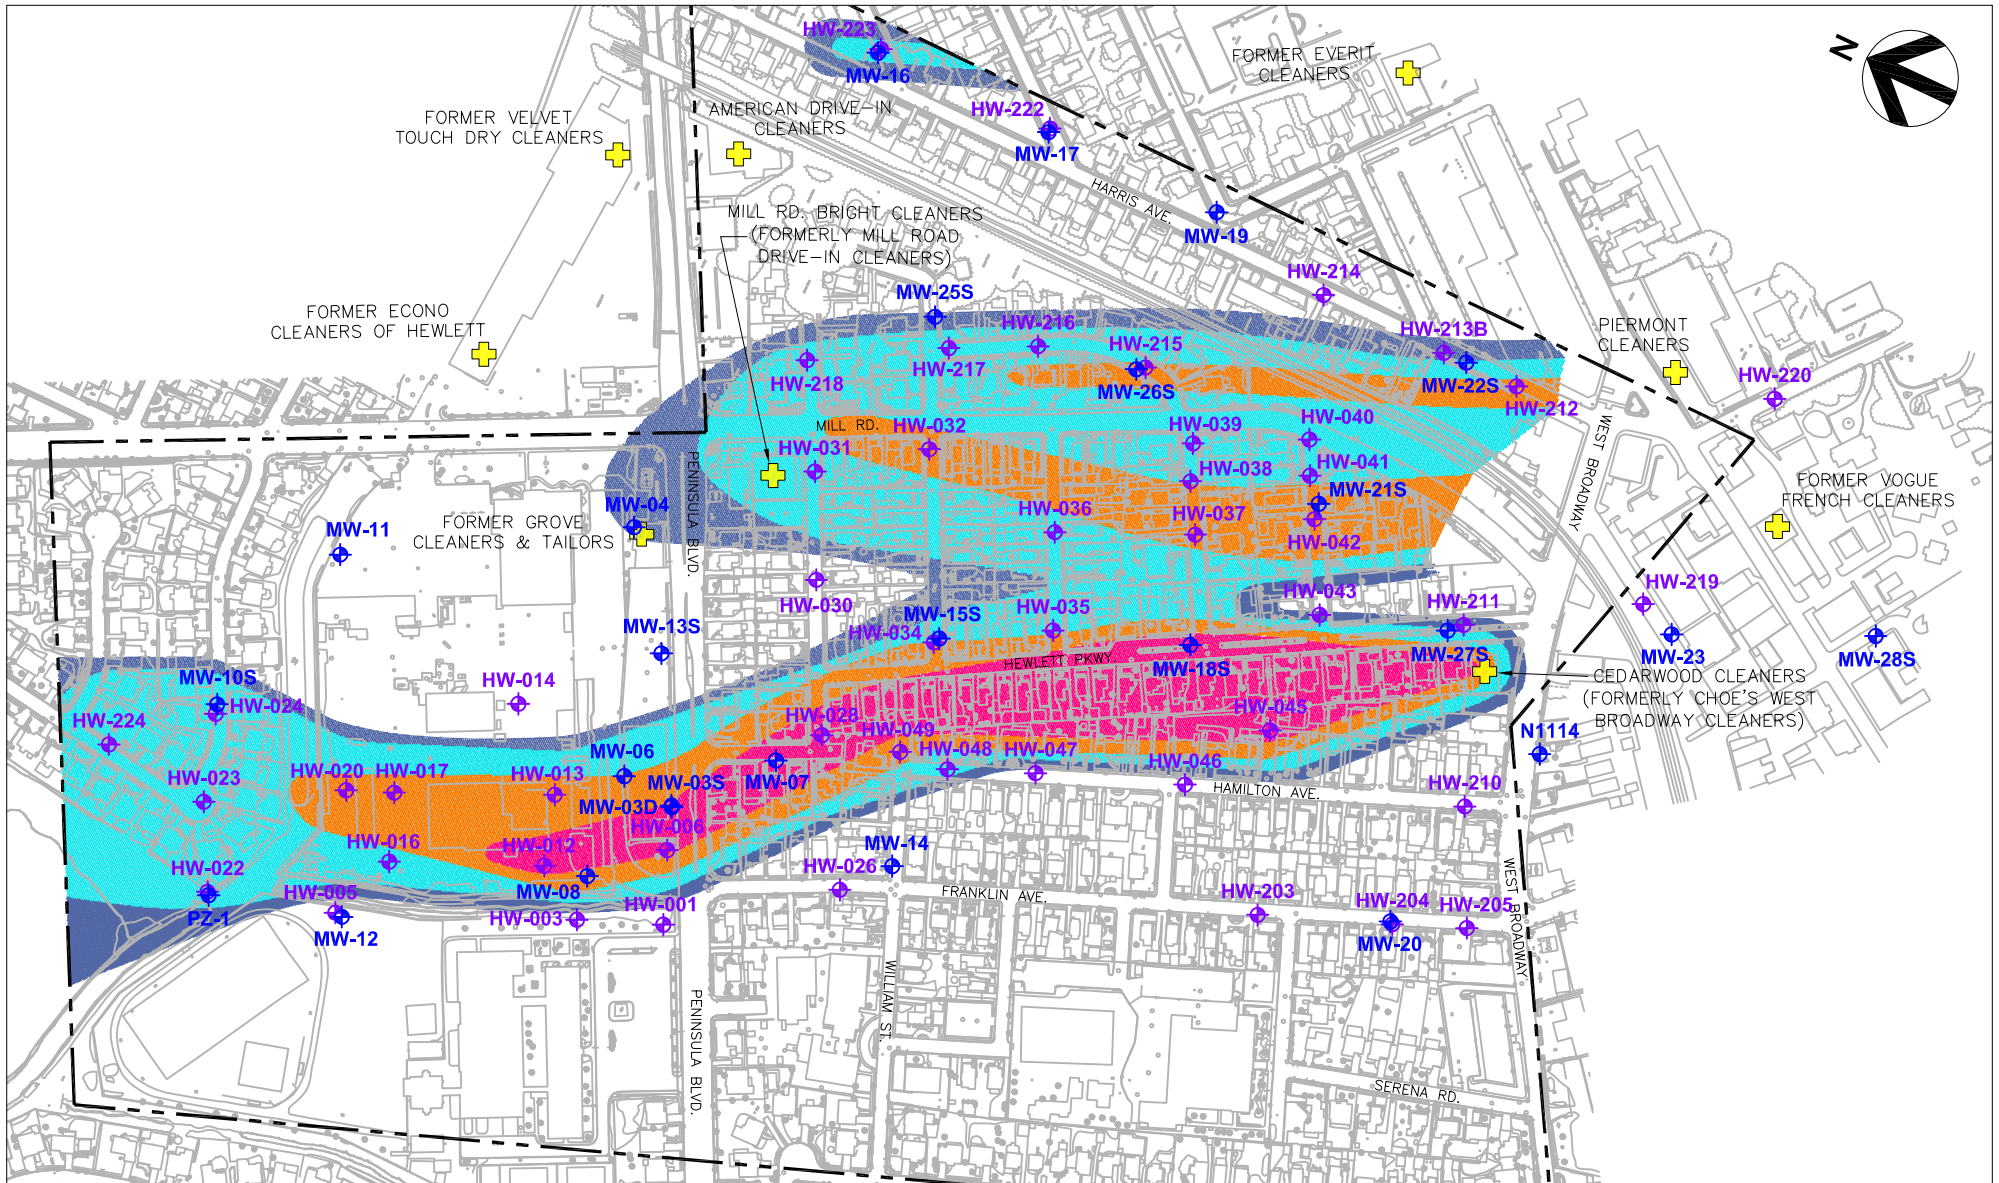 HW-223
MW-16
N
FORMER EVERIT
CLEANERS
FORMER VELVET
TOUCH DRY CLEANERS
AMERICAN DRIVE-IN
CLEANERS
HW-222
MW-17
HARRIS AVE.
MILL RD. BRIGHT CLEANERS
(FORMERLY MILL ROAD
DRIVE-IN CLEANERS)
MW-19
HW-214
MW-25S
FORMER ECONO
CLEANERS OF HEWLETT
HW-216
HW-213B
PIERMONT
CLEANERS
HW-215
HW-217
HW-218
MW-26S
MW-22S
HW-220
HW-212
MILL RD.
HW-032
HW-039
HW-040
WEST BROADWAY
HW-031
HW-038
HW-041
PENINSULA BLVD.
MW-21S
FORMER VOGUE
FRENCH CLEANERS
MW-04
HW-036
HW-037
FORMER GROVE
CLEANERS & TAILORS
MW-11
HW-042
HW-030
HW-043
HW-219
MW-13S
MW-15S
HW-035
HW-211
HW-034
HEWLETT PKWY
MW-18S
MW-27S
MW-23
MW-28S
CEDARWOOD CLEANERS
(FORMERLY CHOE'S WEST
BROADWAY CLEANERS)
MW-10S
HW-014
HW-024
HW-224
HW-028
HW-045
HW-049
N1114
MW-06
HW-048
HW-047
HW-020
HW-017
HW-013
MW-03S
MW-07
HW-046
HW-023
MW-03D
HAMILTON AVE.
HW-210
HW-006
HW-016
HW-012
MW-14
HW-022
HW-026
MW-08
FRANKLIN AVE.
HW-203
HW-204
HW-205
WEST BROADWAY
HW-005
PZ-1
HW-003
HW-001
MW-12
MW-20
WILLIAM ST.
PENINSULA BLVD.
SERENA RD.